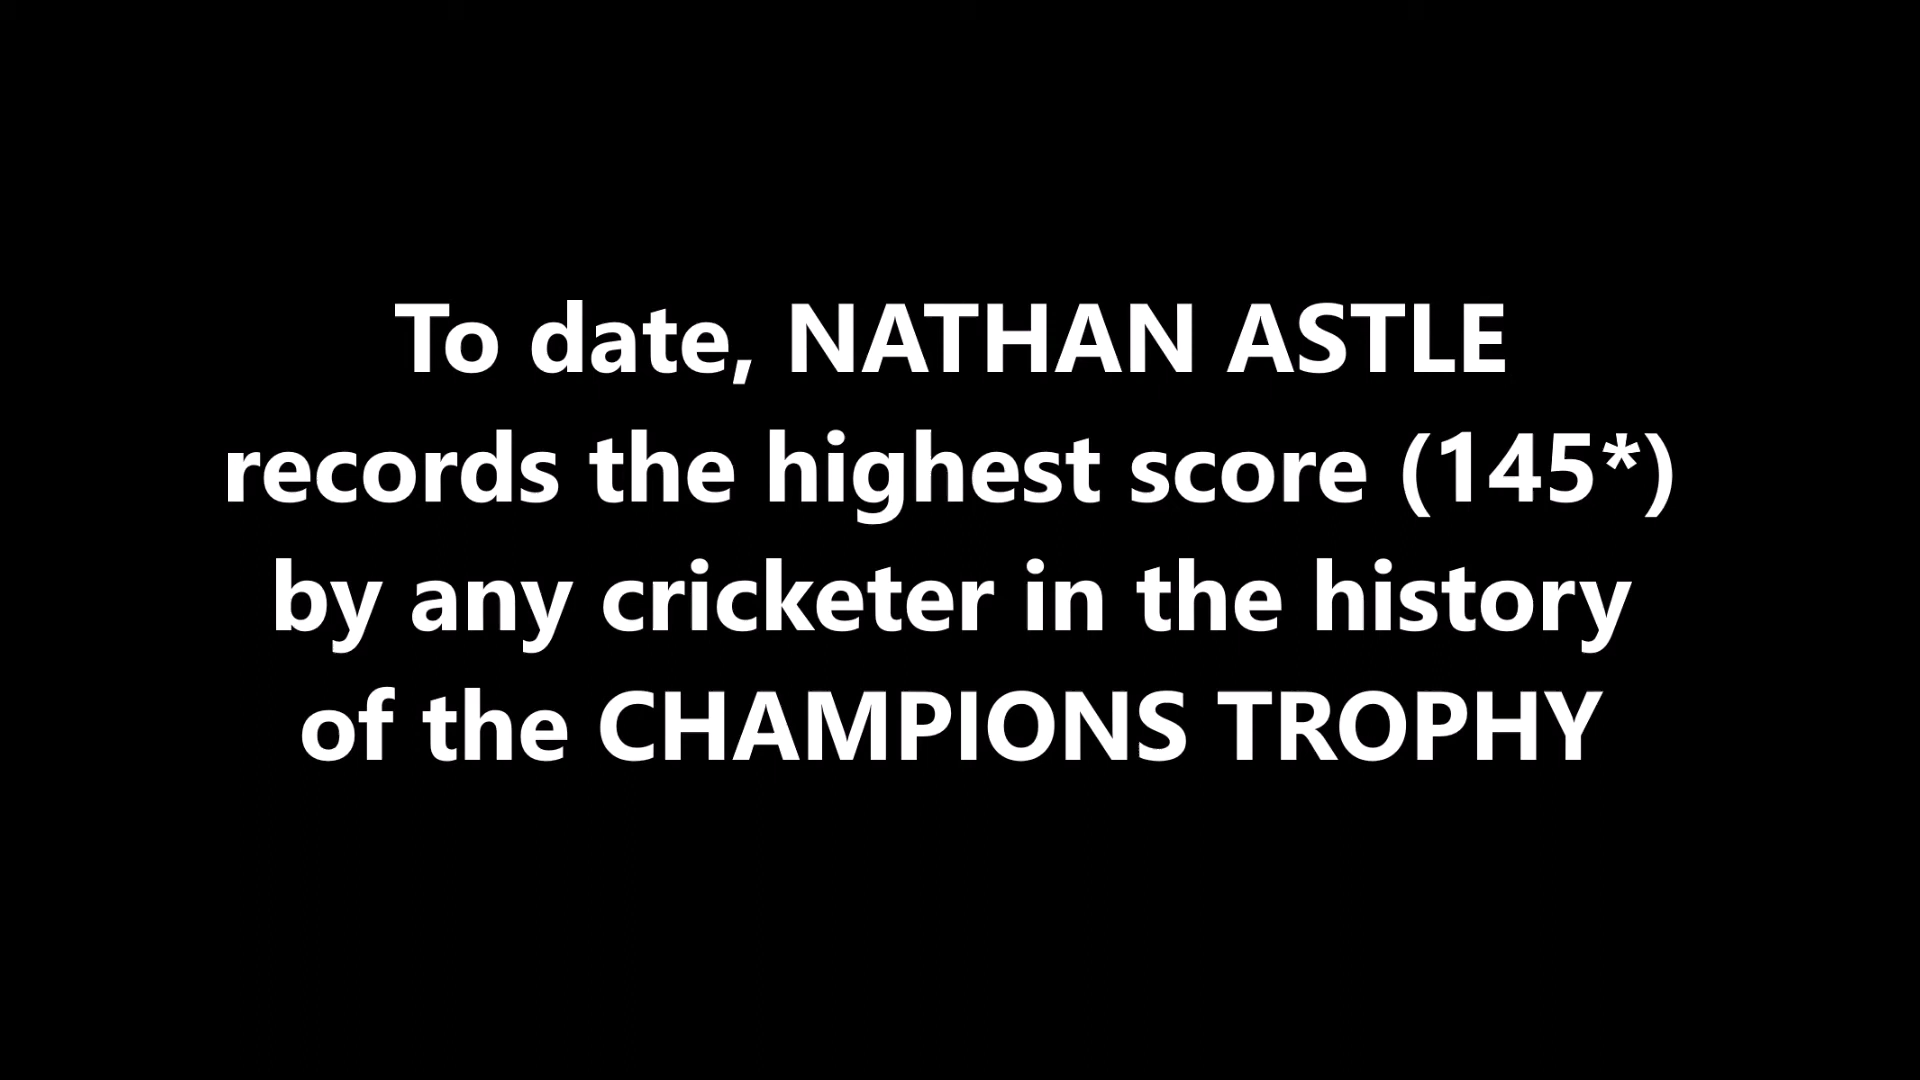 To date, NATHAN ASTLE
records the highest score (145*)
by any cricketer in the history
of the CHAMPIONS TROPHY